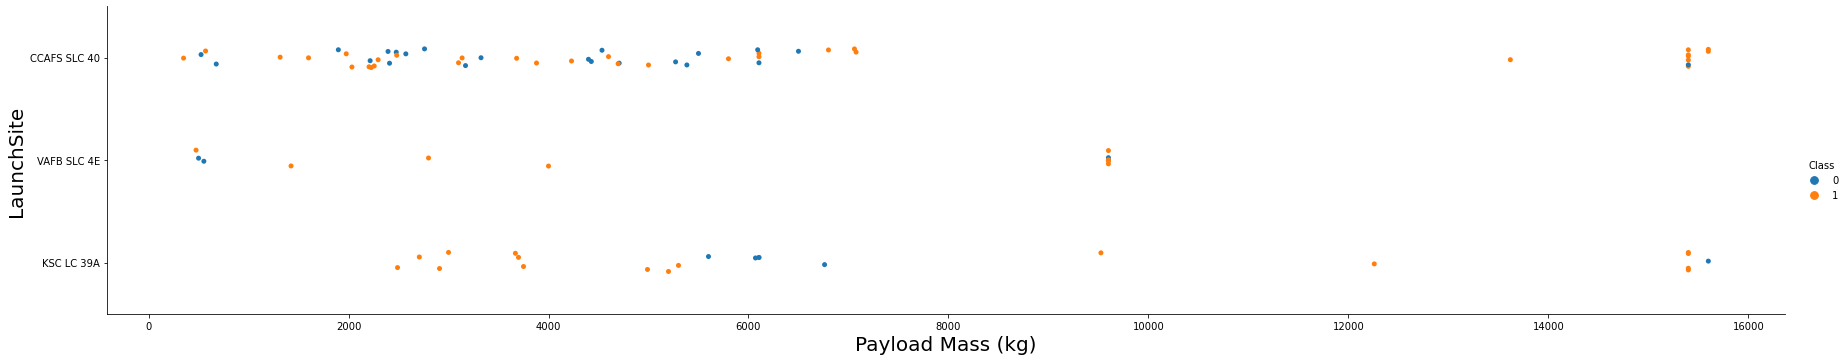 LaunchSite
CCAFS SLC 40
VAFB SLC 4E
KSC LC 39A
0
2000
4000
6000
8000
10000
12000
14000
16000
Payload Mass (kg)
Class
0
1